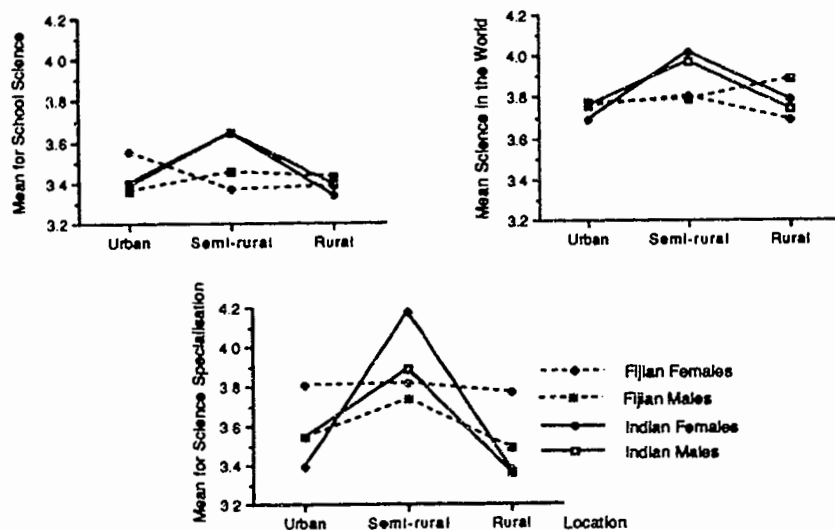 Mean for School Science
4.2
4.0
3.8
3.6
3.4
3.2
Urban Semi-rural Rural
Mean Science in the World
4.2
4.0
3.8
3.6
3.4
3.2
Urban Semi-rural Rural
Mean for Science Specialisation
4.2
4.0
3.8
3.6
3.4
3.2
Urban Semi-rural Rural Location
Fijian Females
Fijian Males
Indian Females
Indian Males